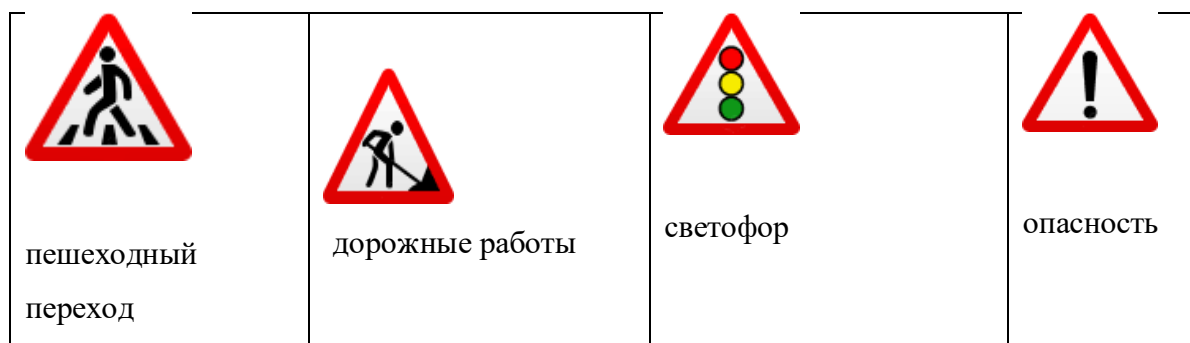 пешеходный
переход
дорожные работы
светофор
опасность